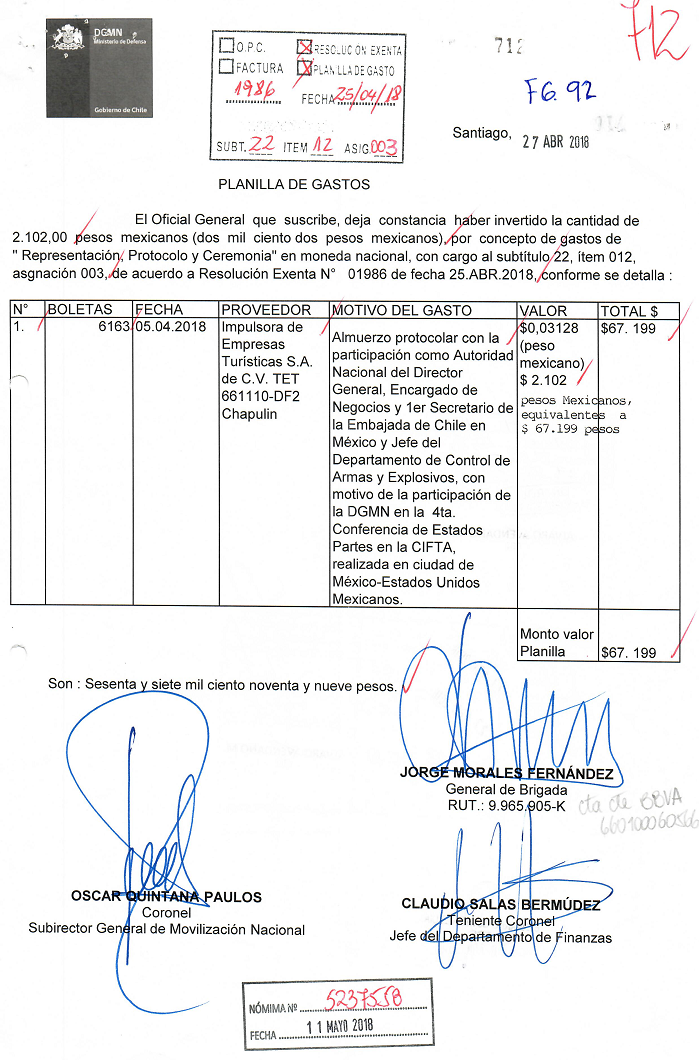 DGMN
Ministerio de Defensa
Gobierno de Chile
O.P.C.
RESOLUCIÓN EXENTA
FACTURA
PLANILLA DE GASTO
1986
FECHA 25/04/18
SUBT. 22 ITEM 12 ASIG. 003
712
712
FG. 92
Santiago, 27 ABR 2018
PLANILLA DE GASTOS
El Oficial General que suscribe, deja constancia haber invertido la cantidad de
2.102,00 pesos mexicanos (dos mil ciento dos pesos mexicanos), por concepto de gastos de
" Representación, Protocolo y Ceremonia" en moneda nacional, con cargo al subtítulo 22, ítem 012,
asgnación 003, de acuerdo a Resolución Exenta N° 01986 de fecha 25.ABR.2018, conforme se detalla :
N° BOLETAS FECHA PROVEEDOR MOTIVO DEL GASTO VALOR TOTAL $
1. 6163 05.04.2018
Impulsora de
Empresas
Turísticas S.A.
de C.V. TET
661110-DF2
Chapulin
Almuerzo protocolar con la
participación como Autoridad
Nacional del Director
General, Encargado de
Negocios y 1er Secretario de
la Embajada de Chile en
México y Jefe del
Departamento de Control de
Armas y Explosivos, con
motivo de la participación de
la DGMN en la 4ta.
Conferencia de Estados
Partes en la CIFTA,
realizada en ciudad de
México-Estados Unidos
Mexicanos.
$0,03128
(peso
mexicano)
$ 2.102
pesos Mexicanos,
equivalentes a
$ 67.199 pesos
$67. 199
Monto valor
Planilla $67. 199
Son : Sesenta y siete mil ciento noventa y nueve pesos.
JORGE MORALES FERNÁNDEZ
General de Brigada
RUT.: 9.965.905-K
cta cte BBVA
660100060566
OSCAR QUINTANA PAULOS
Coronel
Subirector General de Movilización Nacional
CLAUDIO SALAS BERMÚDEZ
Teniente Coronel
Jefe del Departamento de Finanzas
NÓMINA Nº 5237558
FECHA 11 MAYO 2018